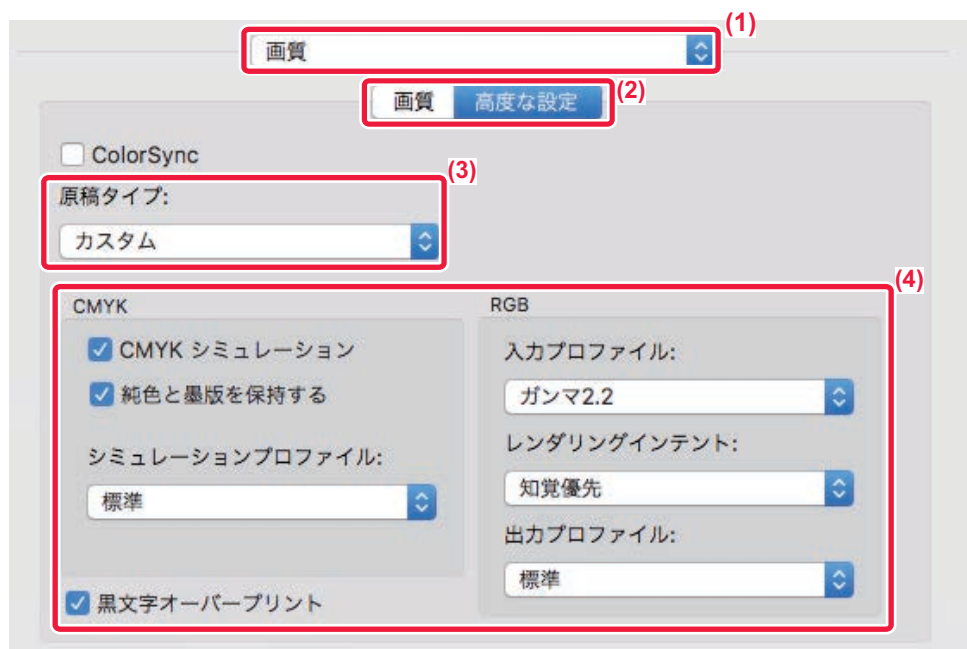 (1)
画質
(2)
画質 高度な設定
ColorSync
(3)
原稿タイプ:
カスタム
(4)
CMYK
CMYK シミュレーション
純色と墨版を保持する
シミュレーションプロファイル:
標準
黒文字オーバープリント
RGB
入力プロファイル:
ガンマ2.2
レンダリングインテント:
知覚優先
出力プロファイル:
標準